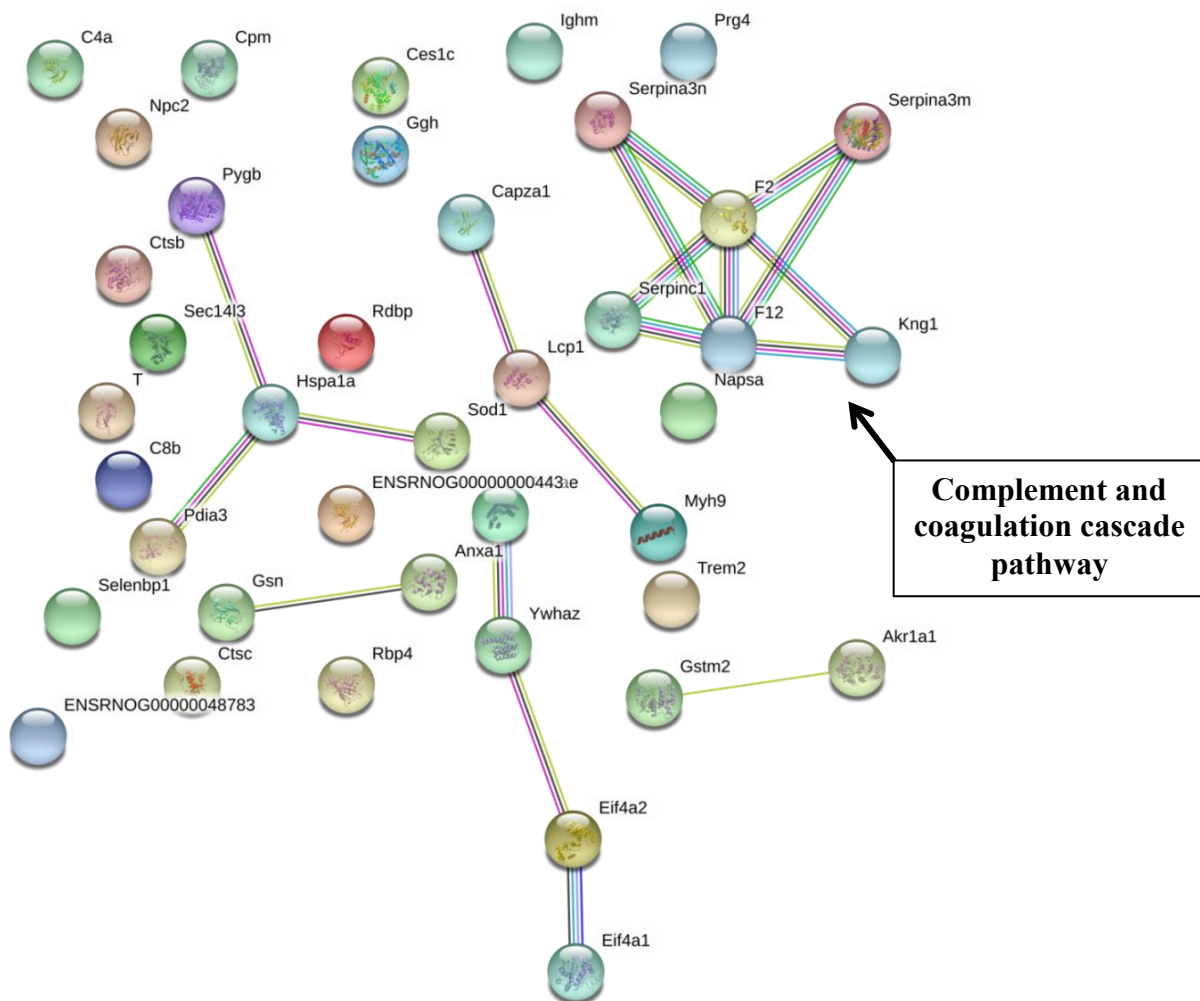 C4a
Cpm
Ces1c
Ighm
Prg4
Npc2
Ggh
Serpina3n
Serpina3m
Pygb
Capza1
F2
Ctsb
Sec14l3
Rdbp
Serpinc1
F12
Kng1
T
Hspa1a
Lcp1
Napsa
Sod1
C8b
ENSRNOG00000000443
Pdia3
Myh9
Complement and
coagulation cascade
pathway
Selenbp1
Gsn
Anxa1
Trem2
Ywhaz
Ctsc
Rbp4
Gstm2
Akr1a1
ENSRNOG00000048783
Eif4a2
Eif4a1